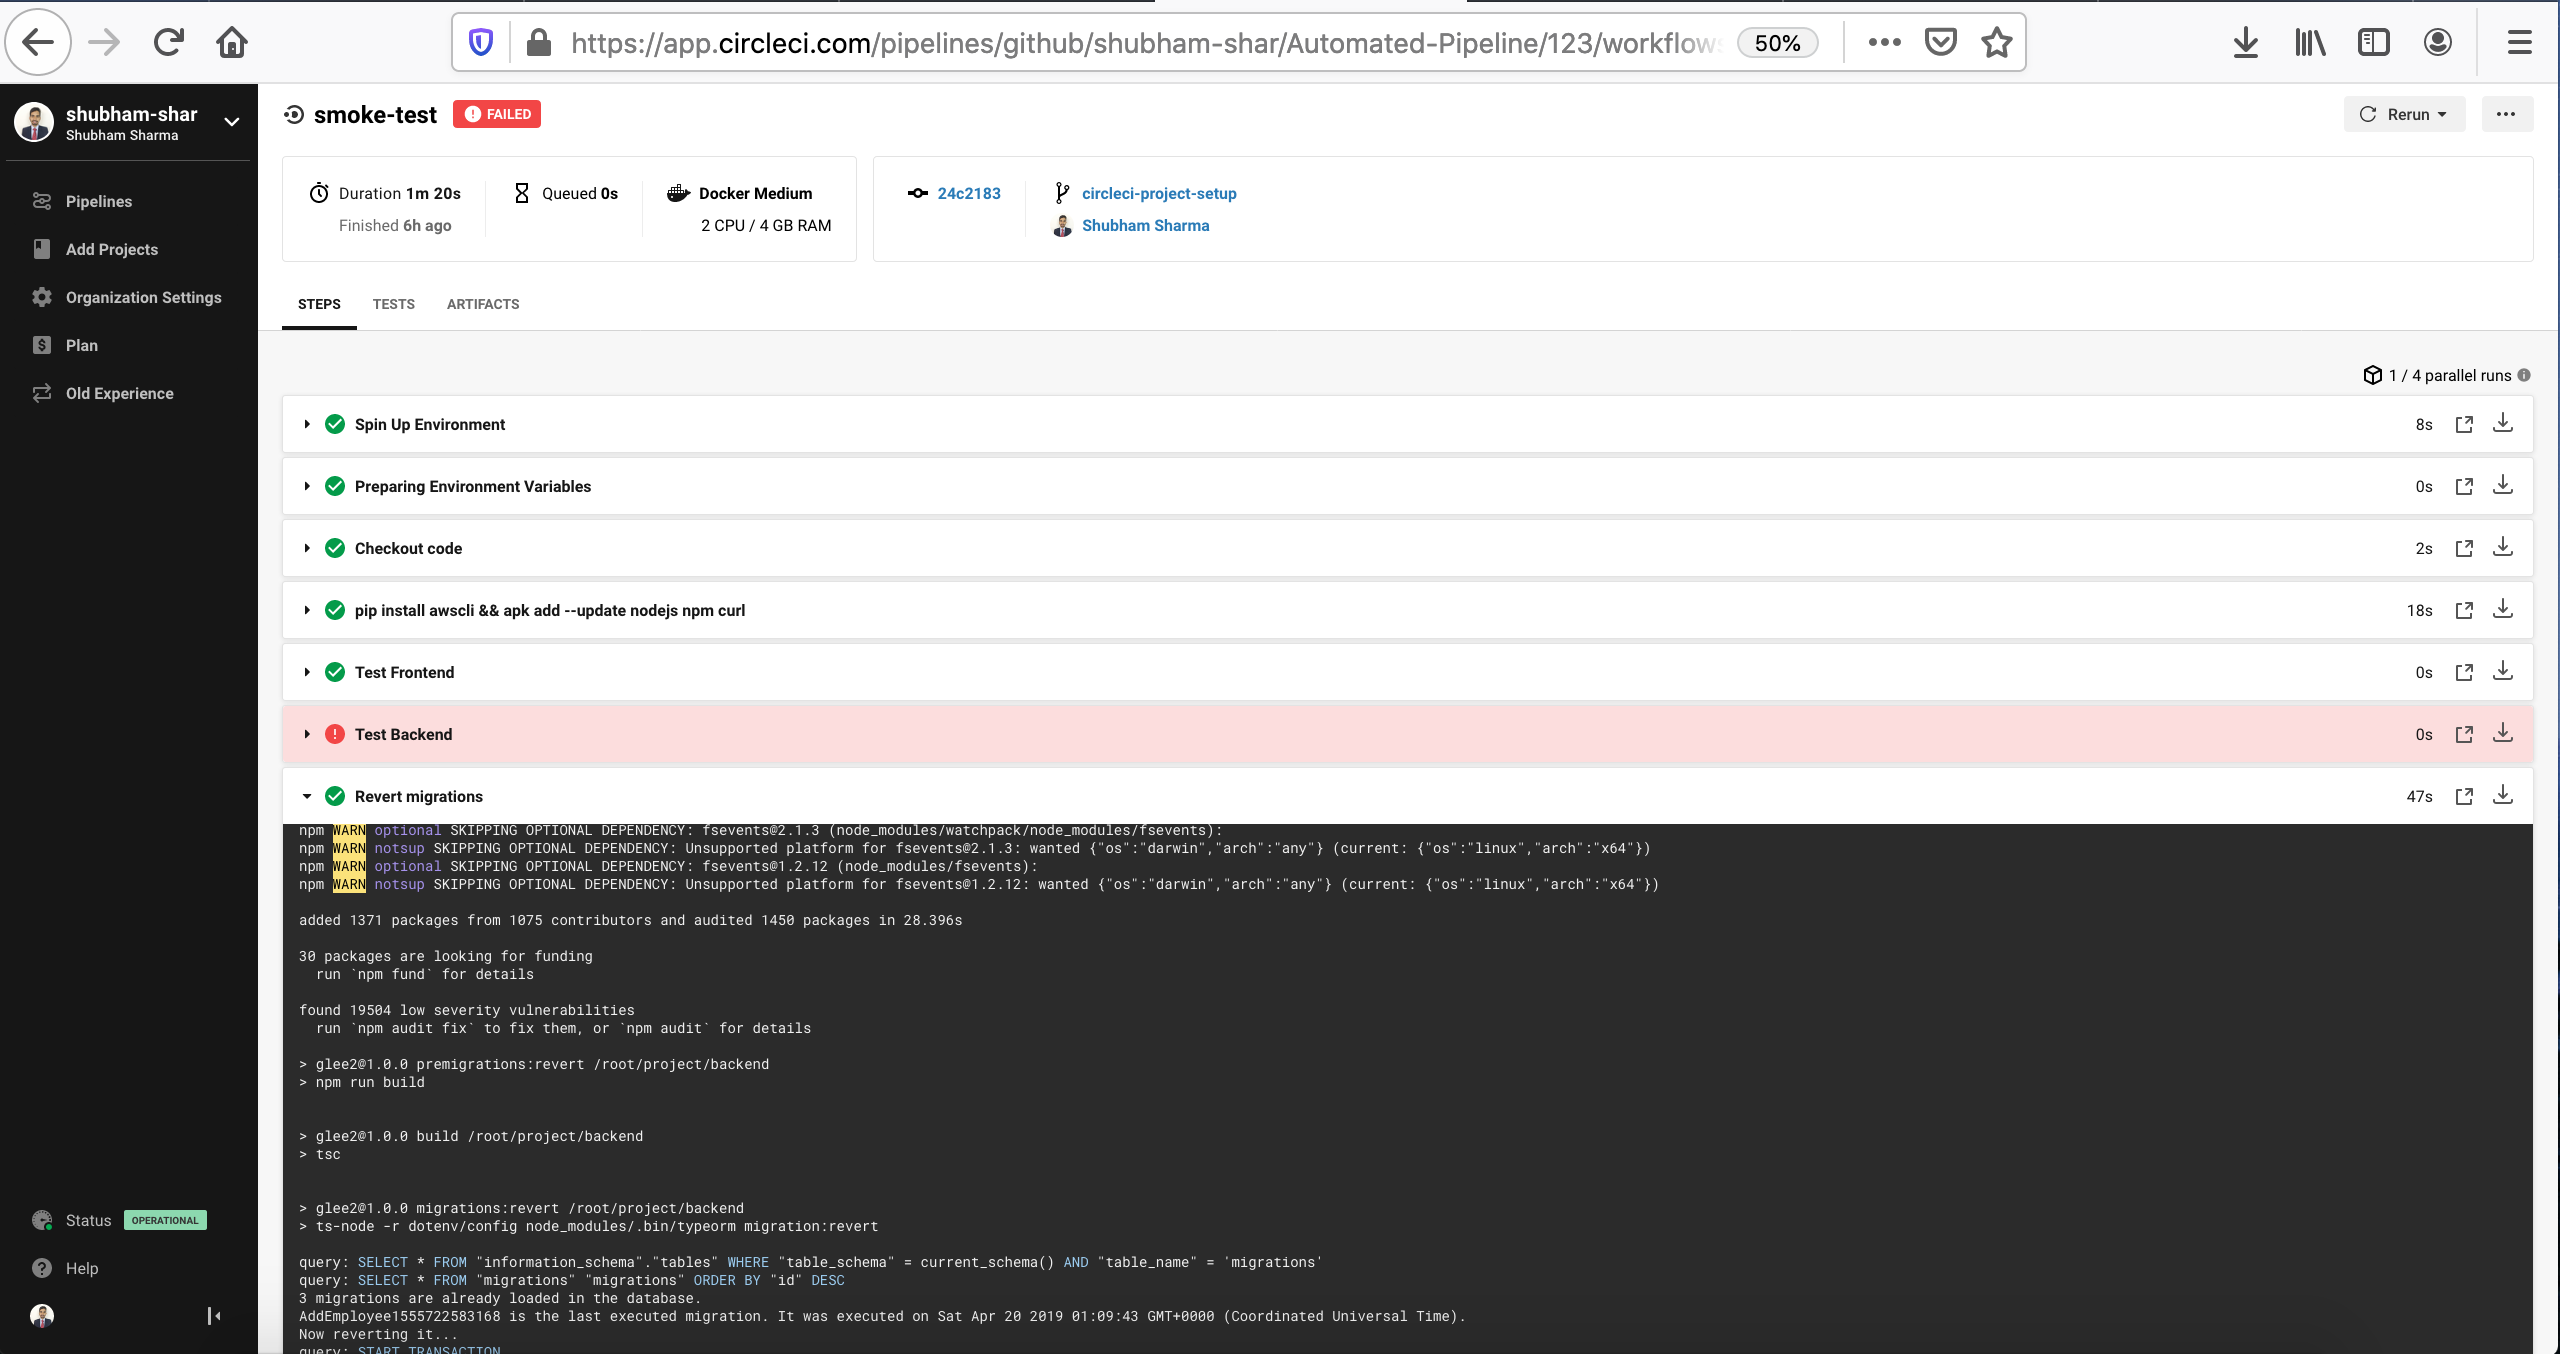 https://app.circleci.com/pipelines/github/shubham-shar/Automated-Pipeline/123/workflows
50%
shubham-shar
Shubham Sharma
Pipelines
Add Projects
Organization Settings
Plan
Old Experience
Status OPERATIONAL
Help
smoke-test FAILED
Rerun
Duration 1m 20s
Finished 6h ago
Queued 0s
Docker Medium
2 CPU / 4 GB RAM
24c2183
circleci-project-setup
Shubham Sharma
STEPS TESTS ARTIFACTS
1 / 4 parallel runs
Spin Up Environment 8s
Preparing Environment Variables 0s
Checkout code 2s
pip install awscli && apk add --update nodejs npm curl 18s
Test Frontend 0s
Test Backend 0s
Revert migrations 47s
npm WARN optional SKIPPING OPTIONAL DEPENDENCY: fsevents@2.1.3 (node_modules/watchpack/node_modules/fsevents):
npm WARN notsup SKIPPING OPTIONAL DEPENDENCY: Unsupported platform for fsevents@2.1.3: wanted {"os":"darwin","arch":"any"} (current: {"os":"linux","arch":"x64"})
npm WARN optional SKIPPING OPTIONAL DEPENDENCY: fsevents@1.2.12 (node_modules/fsevents):
npm WARN notsup SKIPPING OPTIONAL DEPENDENCY: Unsupported platform for fsevents@1.2.12: wanted {"os":"darwin","arch":"any"} (current: {"os":"linux","arch":"x64"})
added 1371 packages from 1075 contributors and audited 1450 packages in 28.396s
30 packages are looking for funding
run `npm fund` for details
found 19504 low severity vulnerabilities
run `npm audit fix` to fix them, or `npm audit` for details
> glee2@1.0.0 premigrations:revert /root/project/backend
> npm run build
> glee2@1.0.0 build /root/project/backend
> tsc
> glee2@1.0.0 migrations:revert /root/project/backend
> ts-node -r dotenv/config node_modules/.bin/typeorm migration:revert
query: SELECT * FROM "information_schema"."tables" WHERE "table_schema" = current_schema() AND "table_name" = 'migrations'
query: SELECT * FROM "migrations" "migrations" ORDER BY "id" DESC
3 migrations are already loaded in the database.
AddEmployee1555722583168 is the last executed migration. It was executed on Sat Apr 20 2019 01:09:43 GMT+0000 (Coordinated Universal Time).
Now reverting it...
query: START TRANSACTION